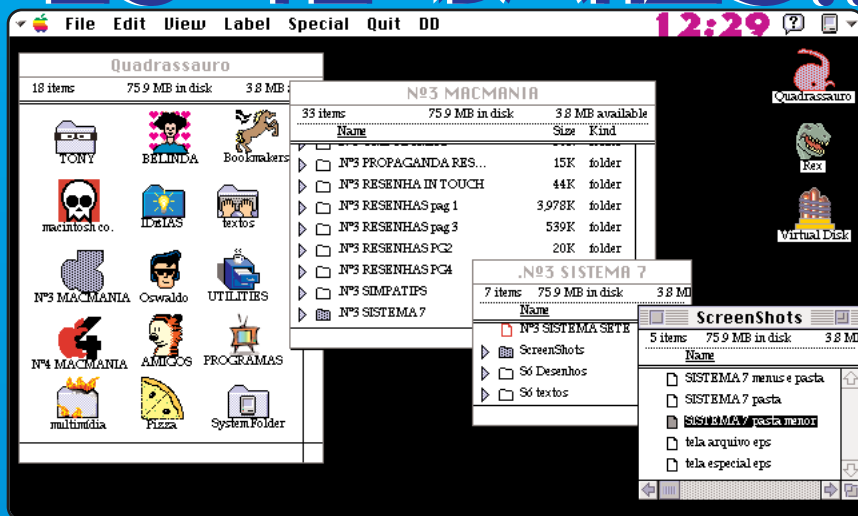 File Edit View Label Special Quit DD 12:29
Quadrassauro
18 items 75.9 MB in disk 3.8 MB
TONY BELINDA Bookmakers
macintosh co. IDÉIAS textos
Nº3 MACMANIA Oswaldo UTILITIES
Nº4 MACMANIA AMIGOS PROGRAMAS
multimídia Pizza System Folder
Nº3 MACMANIA
33 items 75.9 MB in disk 3.8 MB available
Name Size Kind
.Nº3 PROPAGANDA RES... 15K folder
.Nº3 RESENHA IN TOUCH 44K folder
.Nº3 RESENHAS pag 1 3,978K folder
.Nº3 RESENHAS pag 3 539K folder
.Nº3 RESENHAS PG2 20K folder
.Nº3 RESENHAS PG4
.Nº3 SIMPATIPS
.Nº3 SISTEMA 7
.Nº3 SISTEMA 7
7 items 75.9 MB in disk 3.8 M
Name
Nº3 SISTEMA SETE
ScreenShots
Só Desenhos
Só textos
ScreenShots
5 items 75.9 MB in disk 3.8 M
Name
SISTEMA 7 menus e pasta
SISTEMA 7 pasta
SISTEMA 7 pasta menor
tela arquivo eps
tela especial eps
Quadrassauro
Rex
Virtual Disk